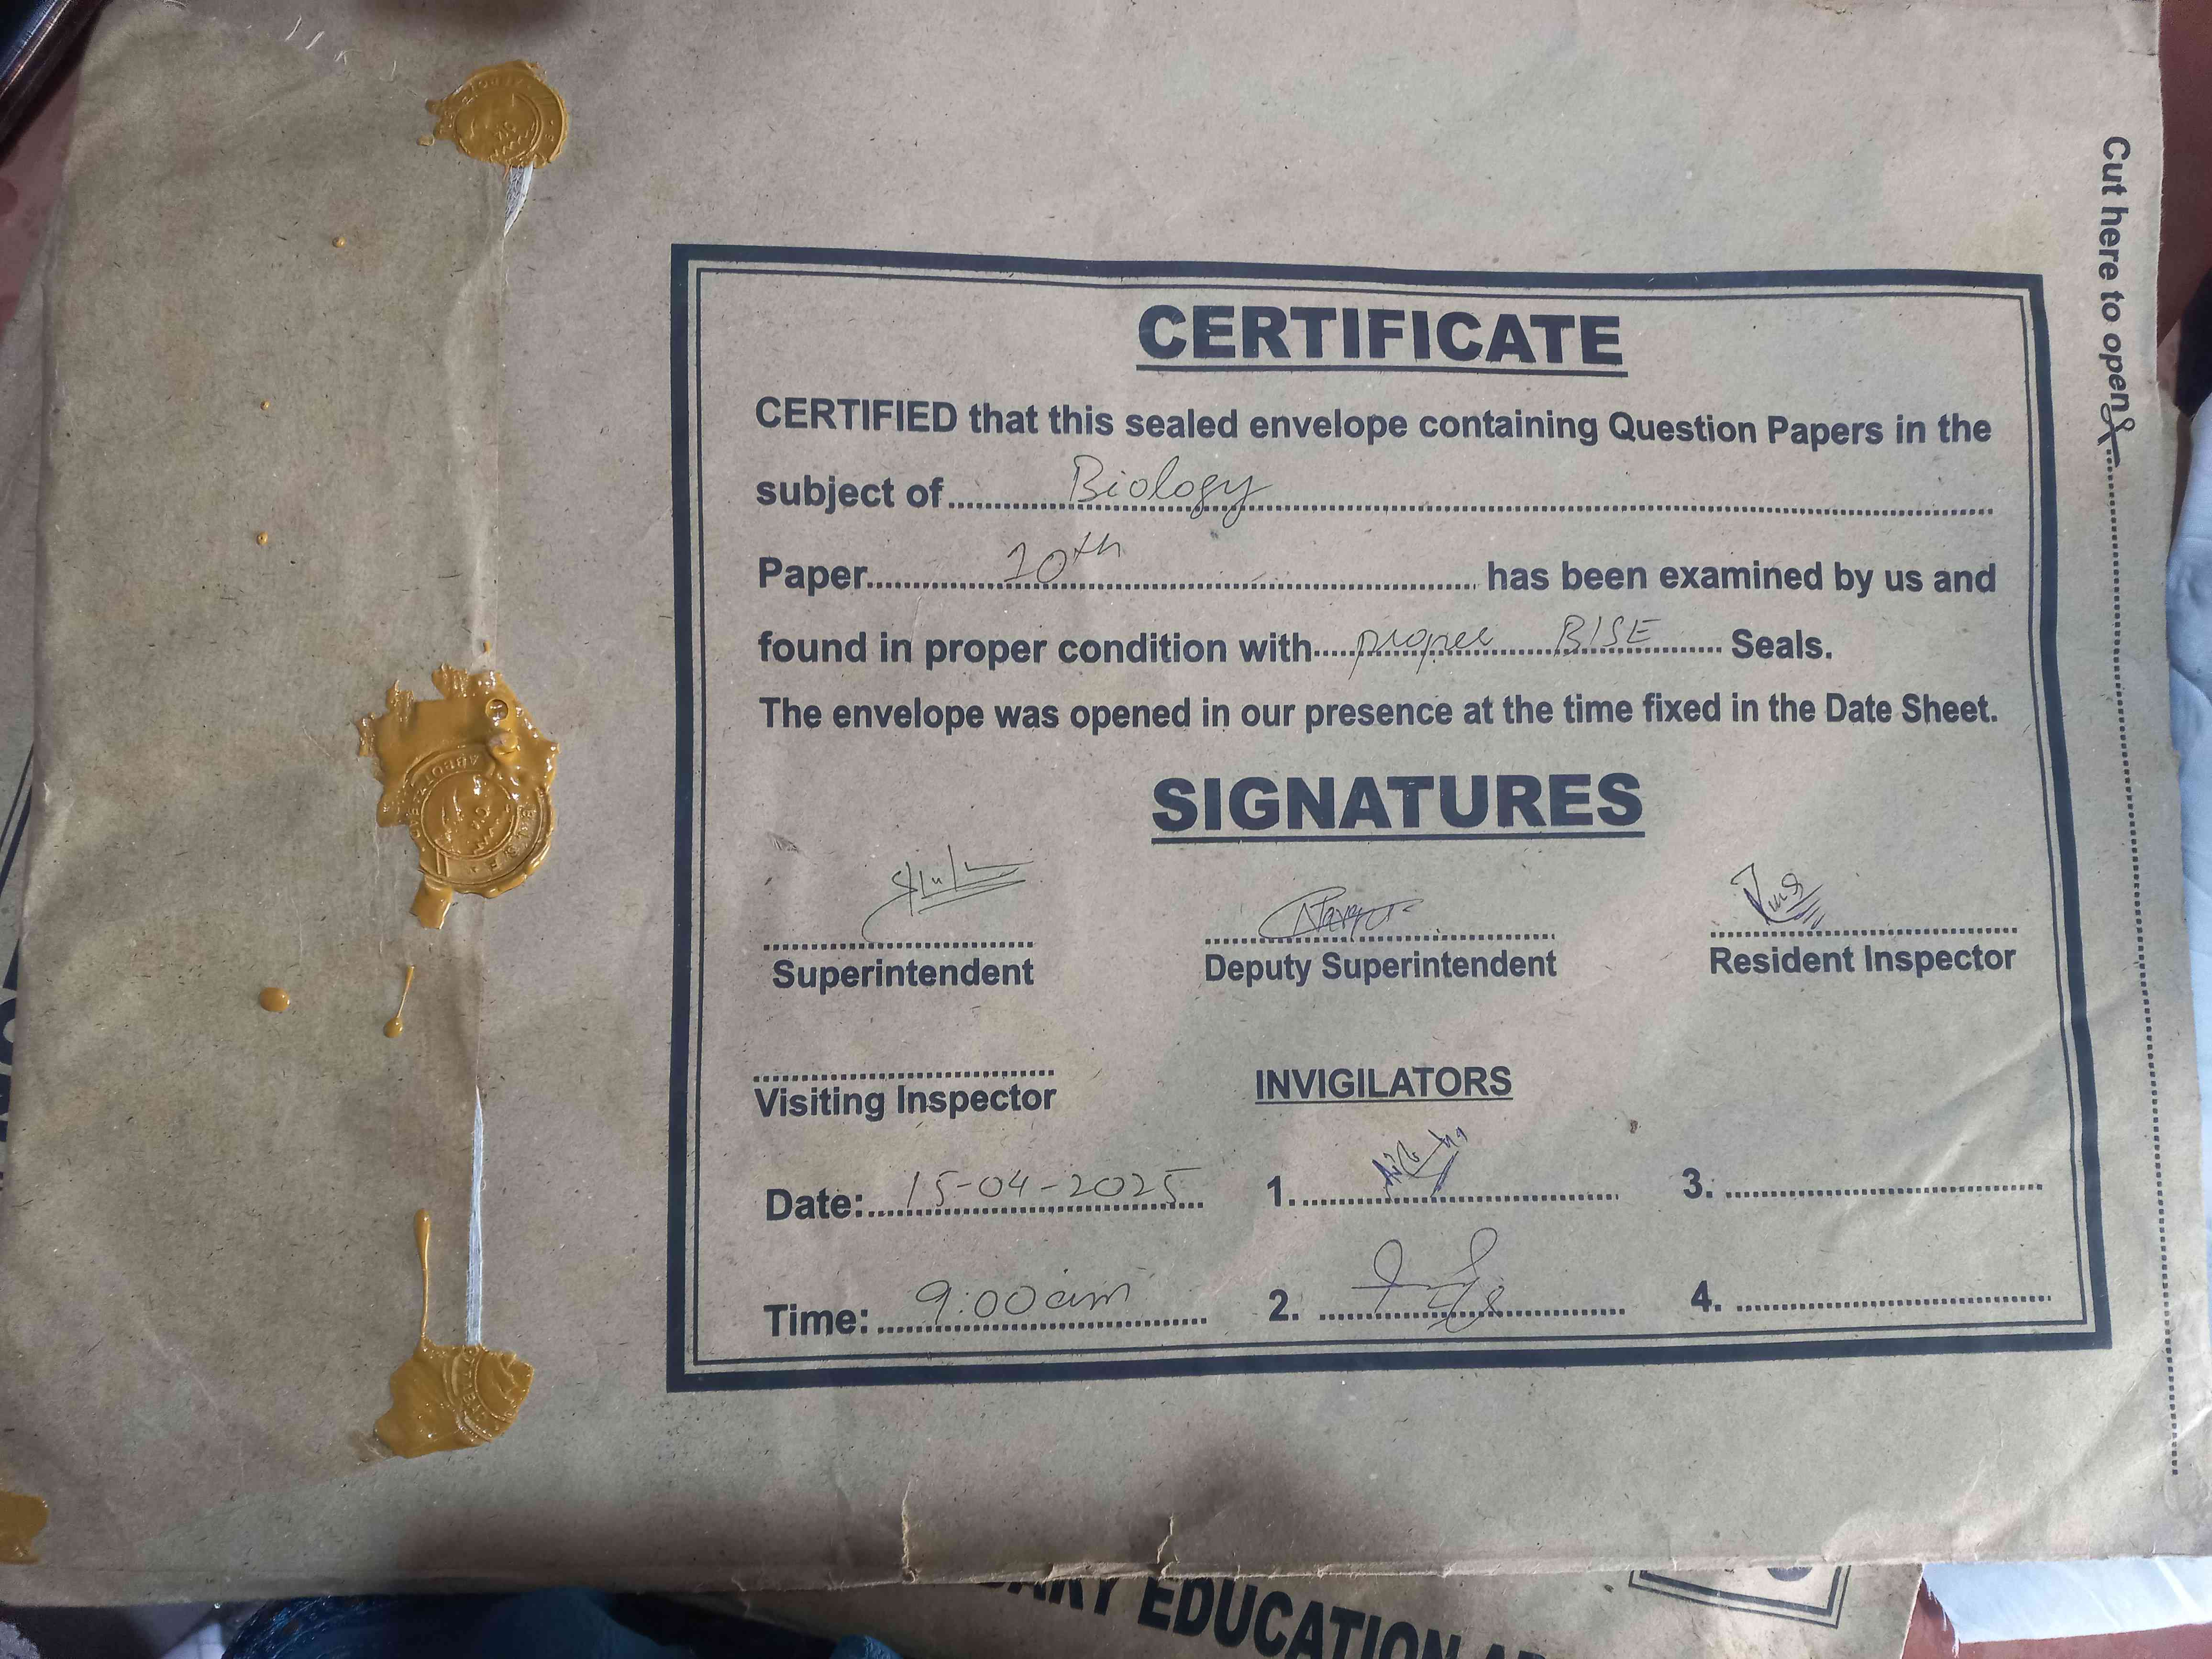 Cut here to open
CERTIFICATE
CERTIFIED that this sealed envelope containing Question Papers in the
subject of Biology
Paper 10th has been examined by us and
found in proper condition with proper BISE Seals.
The envelope was opened in our presence at the time fixed in the Date Sheet.
SIGNATURES
Superintendent Deputy Superintendent Resident Inspector
Visiting Inspector INVIGILATORS
Date: 15-04-2025 1. 3.
Time: 9:00 am 2. 4.
EDUCATION